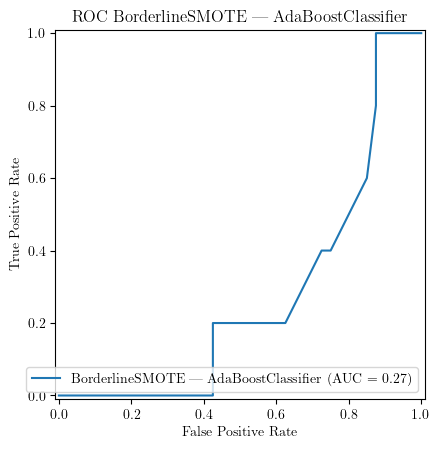 ROC BorderlineSMOTE — AdaBoostClassifier
1.0
0.8
0.6
0.4
0.2
0.0
True Positive Rate
BorderlineSMOTE — AdaBoostClassifier (AUC = 0.27)
0.0 0.2 0.4 0.6 0.8 1.0
False Positive Rate